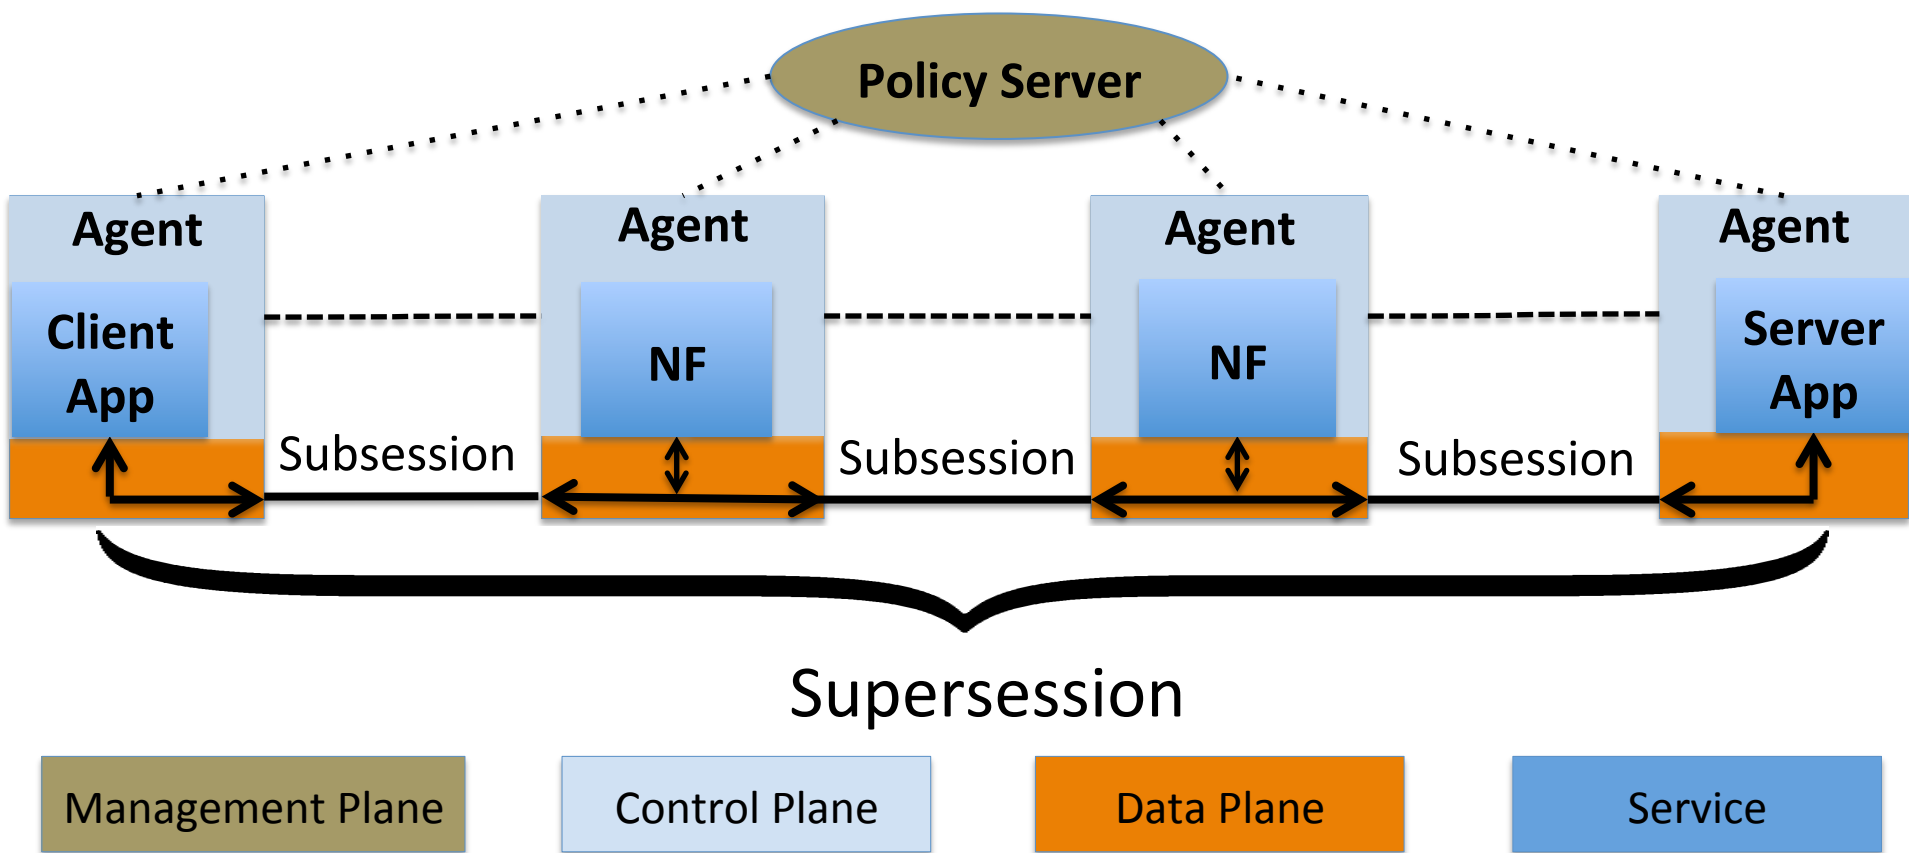 Policy Server
Agent
Agent
Agent
Agent
Client
App
NF
NF
Server
App
Subsession
Subsession
Subsession
Supersession
Management Plane
Control Plane
Data Plane
Service